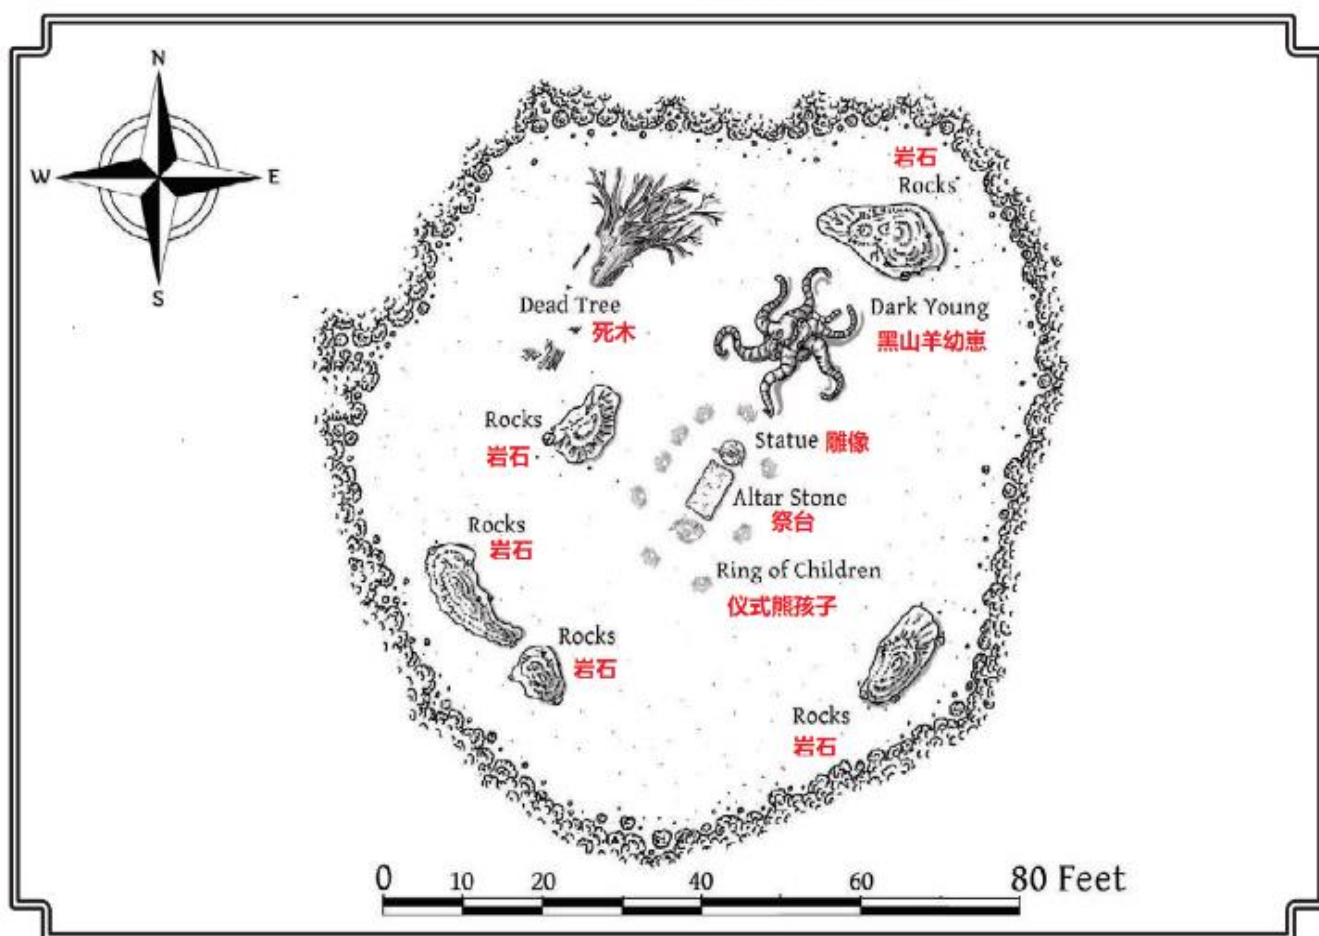 N
W
E
S
岩石
Rocks
Dead Tree
死木
Dark Young
黑山羊幼崽
Rocks
岩石
Statue 雕像
Altar Stone
祭台
Rocks
岩石
Ring of Children
仪式熊孩子
Rocks
岩石
Rocks
岩石
0 10 20 40 60 80 Feet